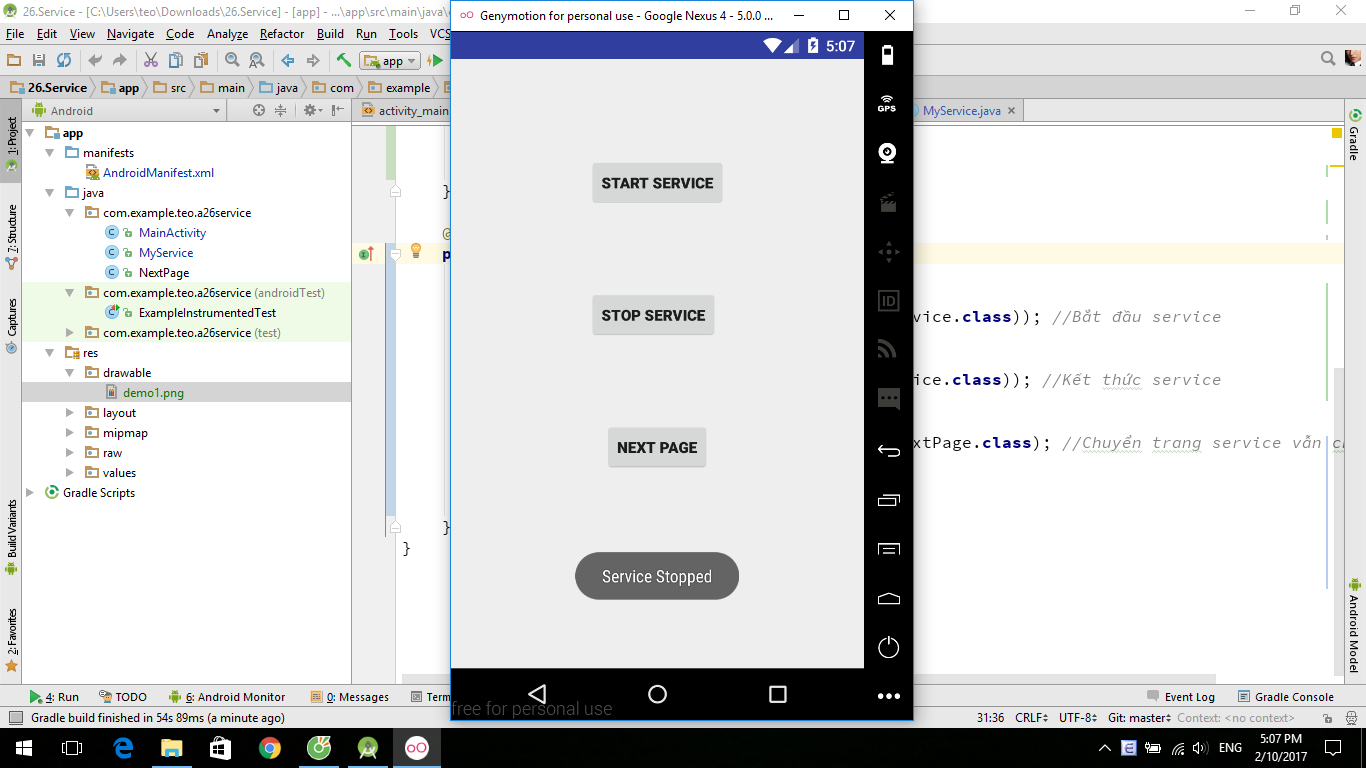 26.Service - [C:\Users\teo\Downloads\26.Service] - [app] - ...\app\src\main\java\
Genymotion for personal use - Google Nexus 4 - 5.0.0 ...
File Edit View Navigate Code Analyze Refactor Build Run Tools VCS
app
5:07
26.Service app src main java com example
GPS
Android
activity_main
MyService.java
1: Project
7: Structure
Captures
Build Variants
2: Favorites
app
manifests
AndroidManifest.xml
java
com.example.teo.a26service
MainActivity
MyService
NextPage
com.example.teo.a26service (androidTest)
ExampleInstrumentedTest
com.example.teo.a26service (test)
res
drawable
demo1.png
layout
mipmap
raw
values
Gradle Scripts
}
@
p
}
}
START SERVICE
STOP SERVICE
NEXT PAGE
Service Stopped
free for personal use
ID
vice.class)); //Bắt đầu service
ice.class)); //Kết thức service
xtPage.class); //Chuyển trang service vẫn c
Gradle
Android Model
4: Run TODO 6: Android Monitor 0: Messages Term
Event Log Gradle Console
Gradle build finished in 54s 89ms (a minute ago)
31:36 CRLF UTF-8 Git: master Context: <no context>
ENG
5:07 PM
2/10/2017